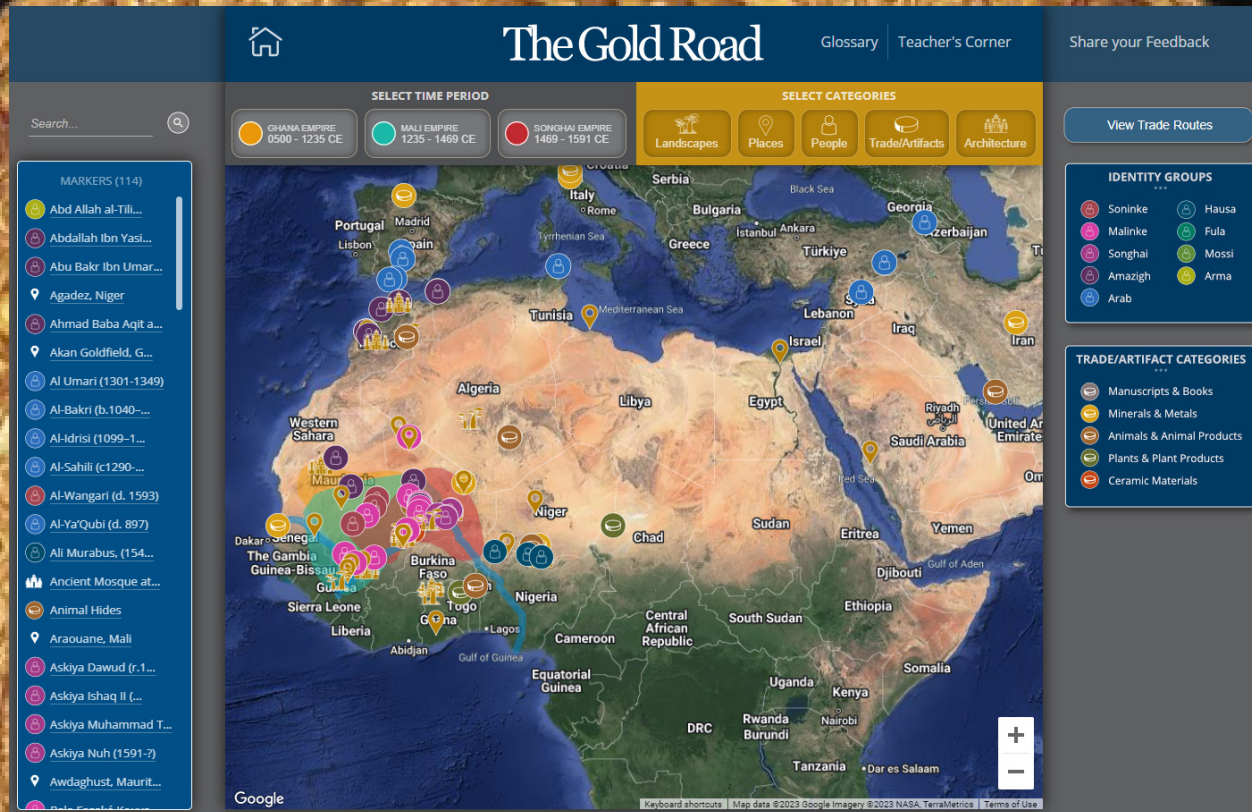 The Gold Road
Glossary
Teacher's Corner
Share your Feedback
Search...
SELECT TIME PERIOD
GHANA EMPIRE
0500 - 1235 CE
MALI EMPIRE
1235 - 1469 CE
SONGHAI EMPIRE
1469 - 1591 CE
SELECT CATEGORIES
Landscapes
Places
People
Trade/Artifacts
Architecture
View Trade Routes
MARKERS (114)
Abd Allah al-Tili...
Abdallah Ibn Yasi...
Abu Bakr Ibn Umar...
Agadez, Niger
Ahmad Baba Aqit a...
Akan Goldfield, G...
Al Umari (1301-1349)
Al-Bakri (b.1040–...
Al-Idrisi (1099–1...
Al-Sahili (c1290-...
Al-Wangari (d. 1593)
Al-Ya'Qubi (d. 897)
Ali Murabus, (154...
Ancient Mosque at...
Animal Hides
Araouane, Mali
Askiya Dawud (r.1...
Askiya Ishaq II (...
Askiya Muhammad T...
Askiya Nuh (1591-?)
Awdaghust, Maurit...
Croatia
Serbia
Italy
Rome
Bulgaria
Black Sea
Georgia
Azerbaijan
Portugal
Madrid
Lisbon
Spain
Tyrrhenian Sea
Greece
İstanbul
Ankara
Türkiye
Tunisia
Mediterranean Sea
Syria
Lebanon
Israel
Iraq
Iran
Algeria
Libya
Egypt
Riyadh
الرياض
Saudi Arabia
United Ar
Emirate
Western
Sahara
Red Sea
Om
Niger
Chad
Sudan
Eritrea
Yemen
Dakar
Senegal
The Gambia
Guinea-Bissau
Guinea
Burkina
Faso
Djibouti
Gulf of Aden
Sierra Leone
Togo
Nigeria
Ethiopia
Liberia
Ghana
Lagos
Central
African
Republic
South Sudan
Abidjan
Gulf of Guinea
Cameroon
Somalia
Equatorial
Guinea
Uganda
Kenya
DRC
Rwanda
Burundi
Nairobi
Tanzania
Dar es Salaam
Google
Keyboard shortcuts
Map data ©2023 Google Imagery ©2023 NASA, TerraMetrics
Terms of Use
IDENTITY GROUPS
Soninke
Hausa
Malinke
Fula
Songhai
Mossi
Amazigh
Arma
Arab
TRADE/ARTIFACT CATEGORIES
Manuscripts & Books
Minerals & Metals
Animals & Animal Products
Plants & Plant Products
Ceramic Materials